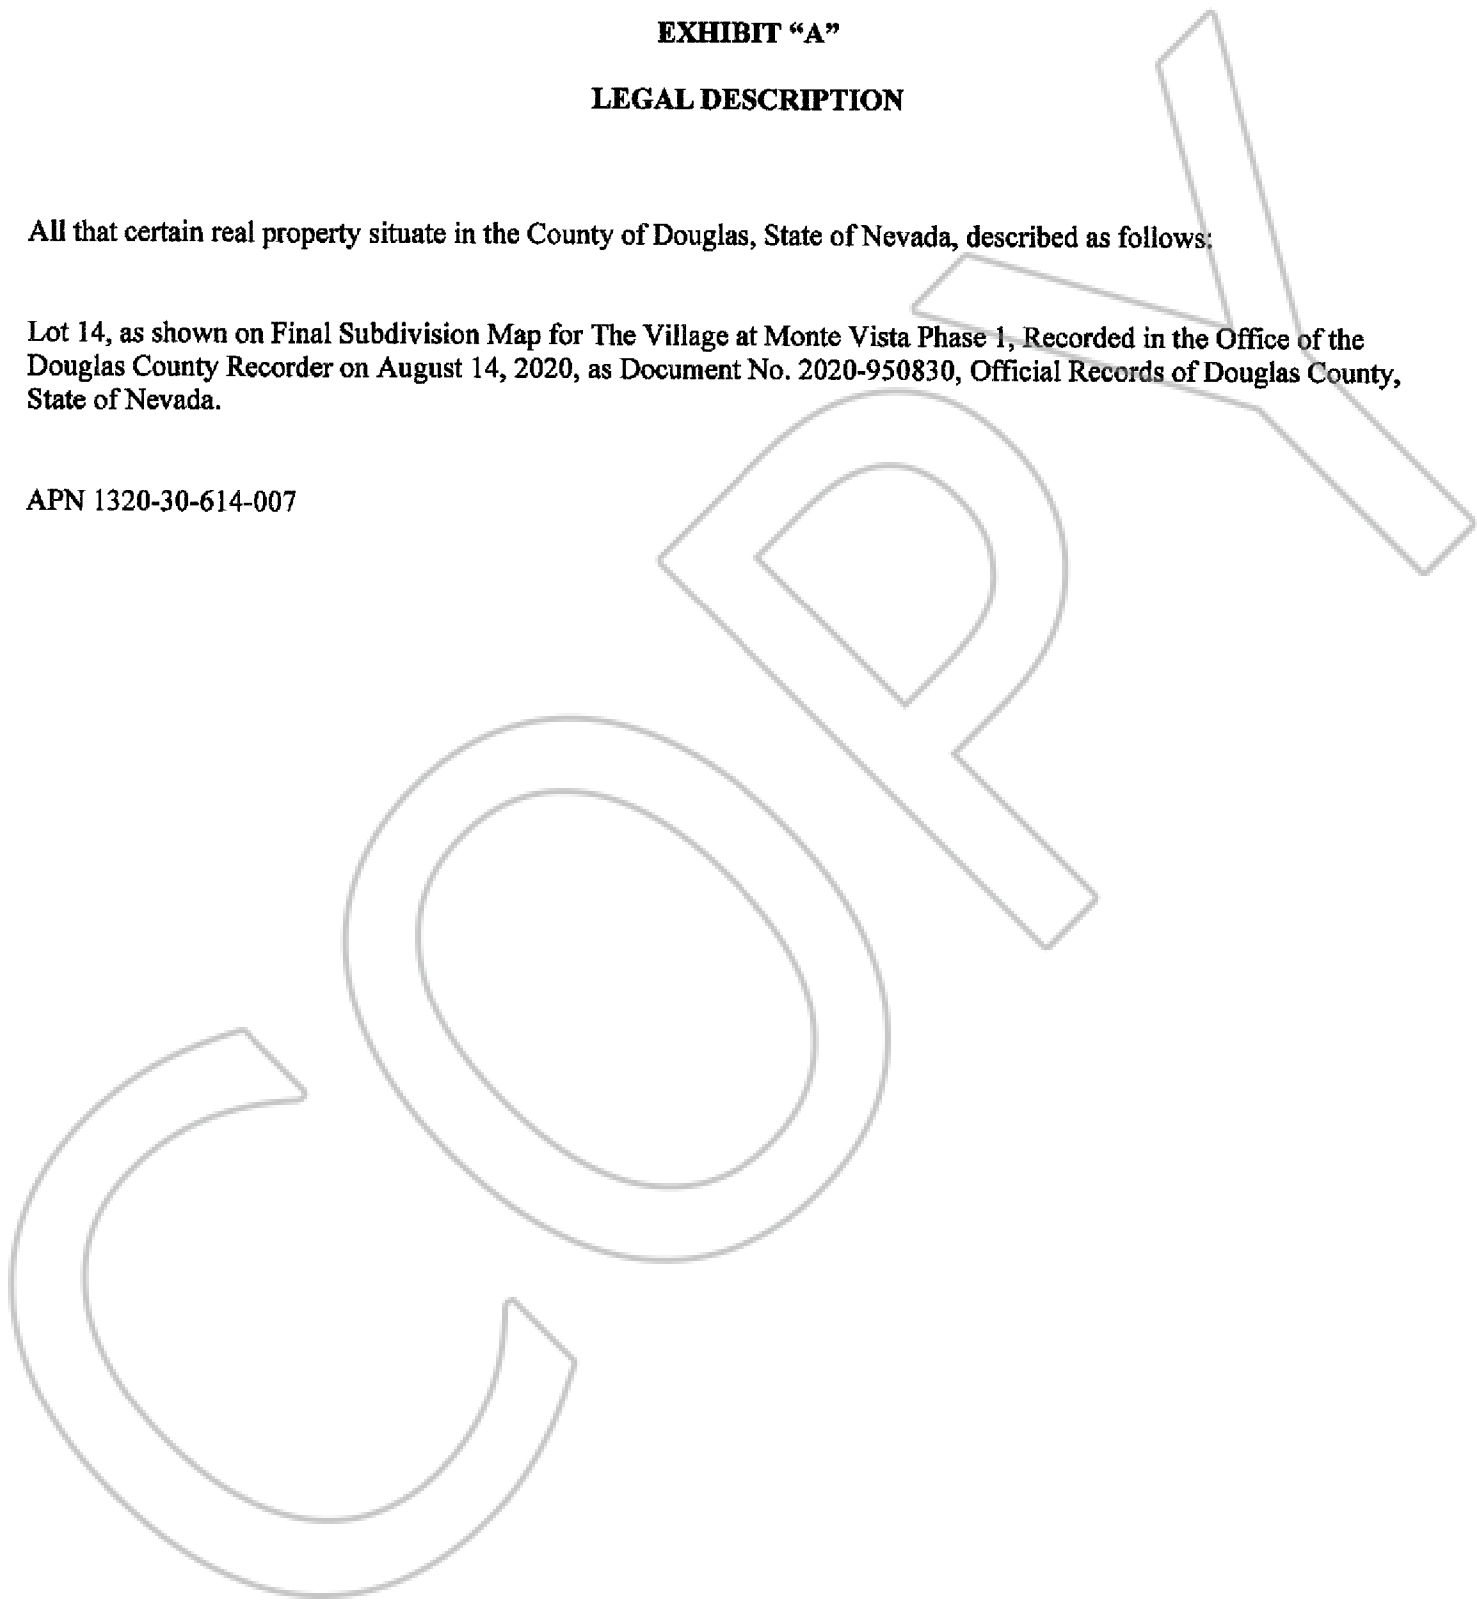 EXHIBIT “A”
LEGAL DESCRIPTION
All that certain real property situate in the County of Douglas, State of Nevada, described as follows:
Lot 14, as shown on Final Subdivision Map for The Village at Monte Vista Phase 1, Recorded in the Office of the
Douglas County Recorder on August 14, 2020, as Document No. 2020-950830, Official Records of Douglas County,
State of Nevada.
APN 1320-30-614-007
COPY